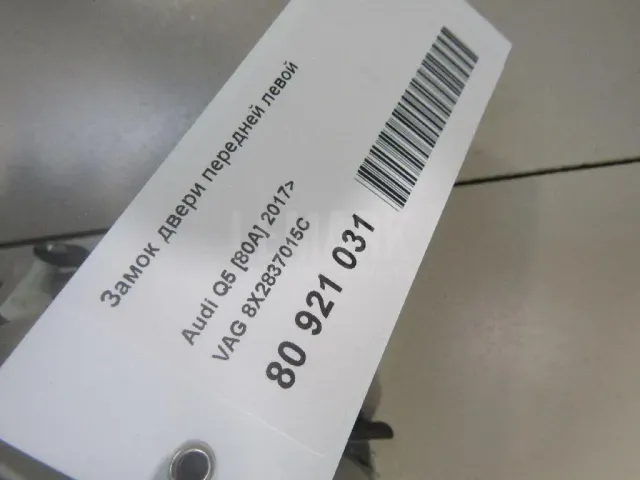 Замок двери передней левой
Audi Q5 [80A] 2017>
VAG 8X2837015C
80 921 031